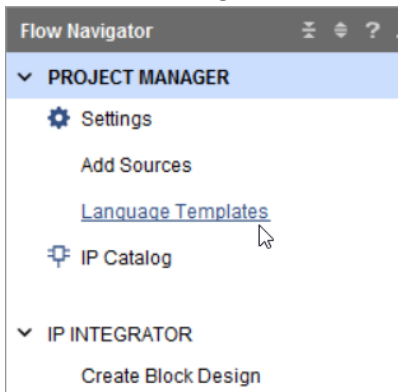 Flow Navigator ?
PROJECT MANAGER
Settings
Add Sources
Language Templates
IP Catalog
IP INTEGRATOR
Create Block Design